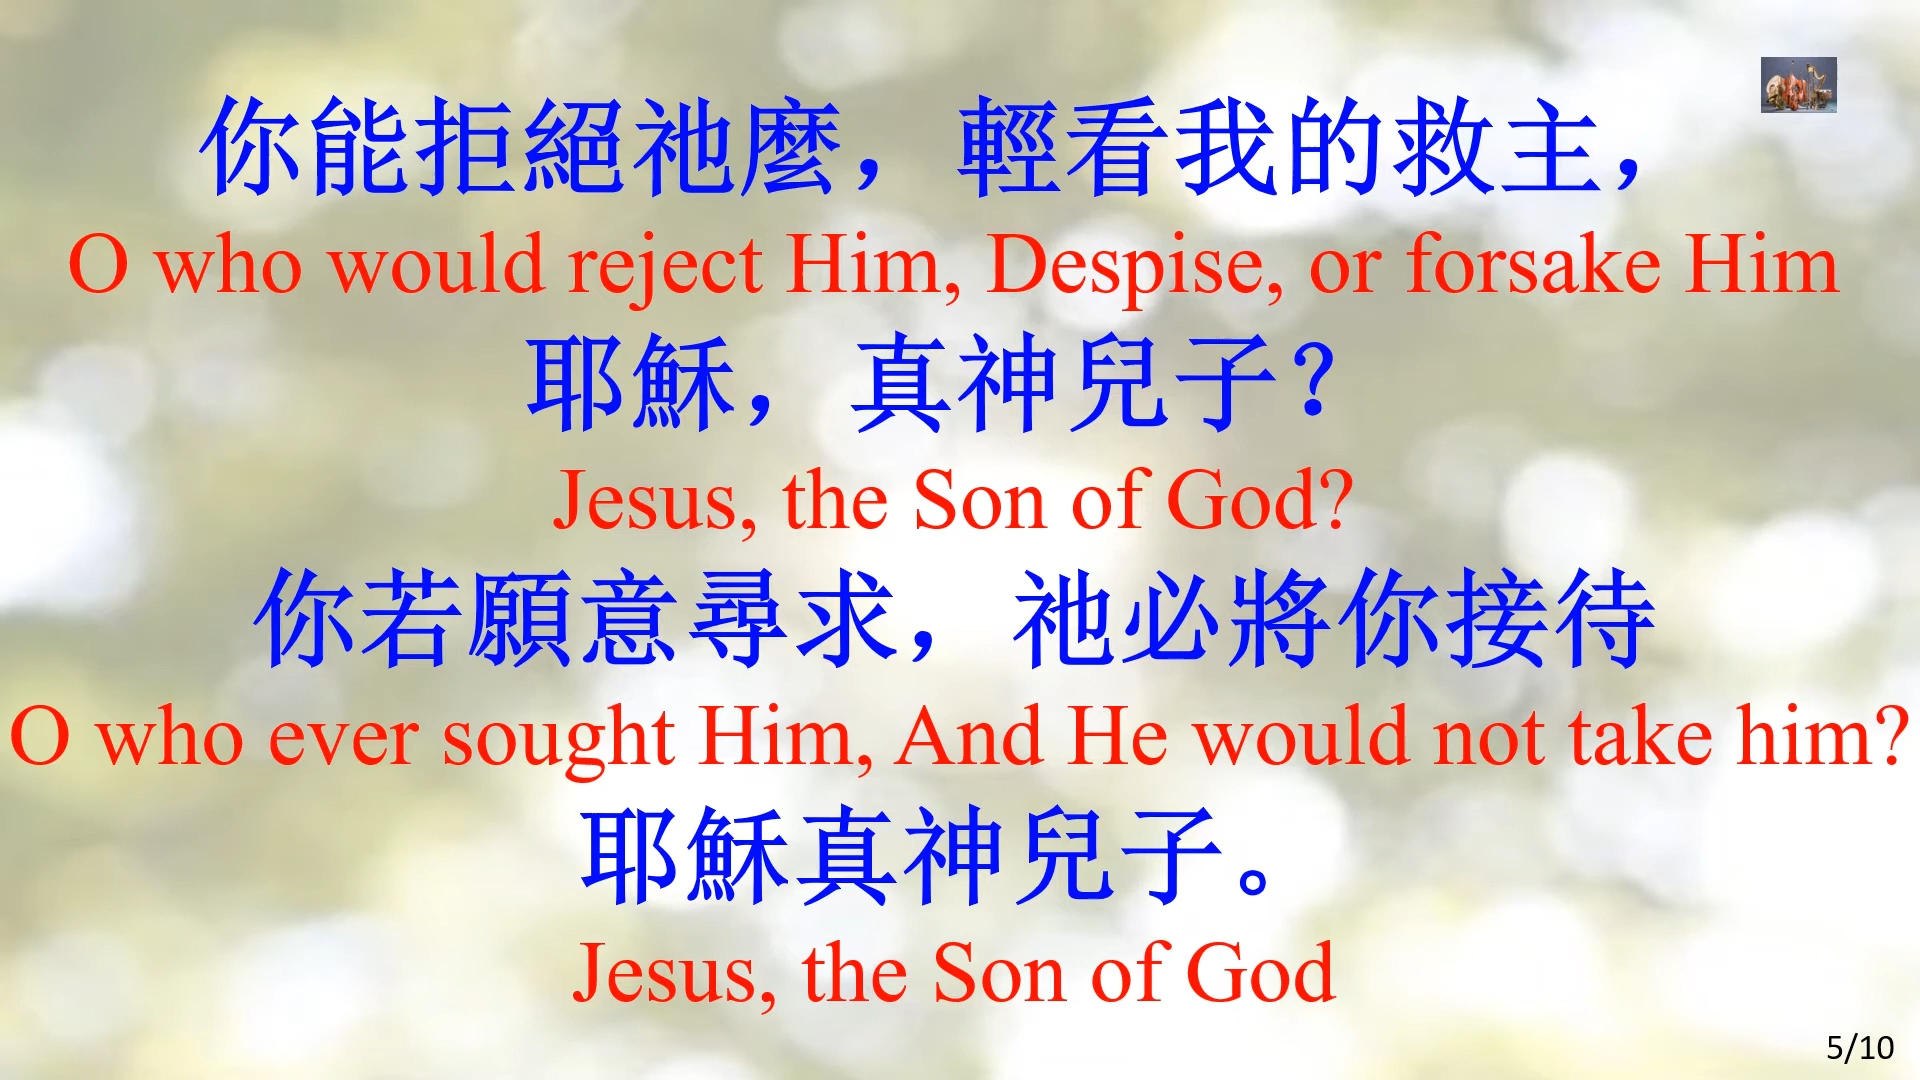 你能拒絕祂麼，輕看我的救主，
O who would reject Him, Despise, or forsake Him
耶穌，真神兒子？
Jesus, the Son of God?
你若願意尋求，祂必將你接待
O who ever sought Him, And He would not take him?
耶穌真神兒子。
Jesus, the Son of God
5/10